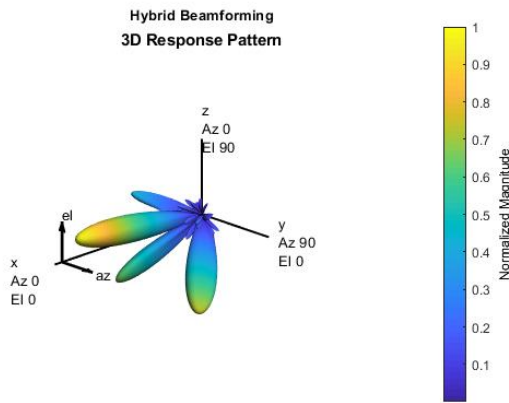 Hybrid Beamforming
3D Response Pattern
z
Az 0
El 90
y
Az 90
El 0
el
az
x
Az 0
El 0
1
0.9
0.8
0.7
0.6
0.5
0.4
0.3
0.2
0.1
Normalized Magnitude